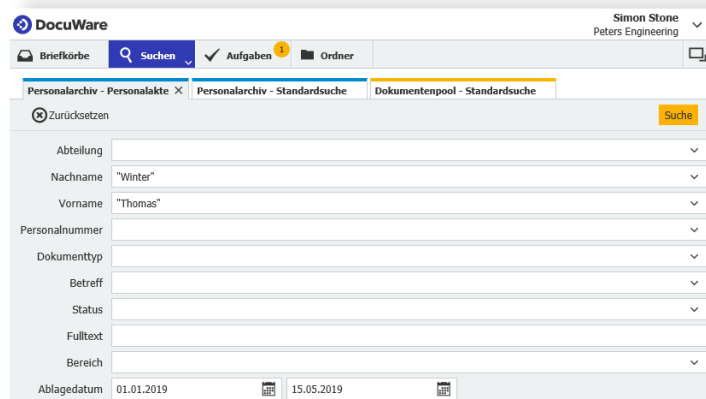 DocuWare
Simon Stone
Peters Engineering
Briefkörbe Suchen Aufgaben 1 Ordner
Personalarchiv - Personalakte Personalarchiv - Standardsuche Dokumentenpool - Standardsuche
Zurücksetzen Suche
Abteilung
Nachname "Winter"
Vorname "Thomas"
Personalnummer
Dokumenttyp
Betreff
Status
Fulltext
Bereich
Ablagedatum 01.01.2019 15.05.2019